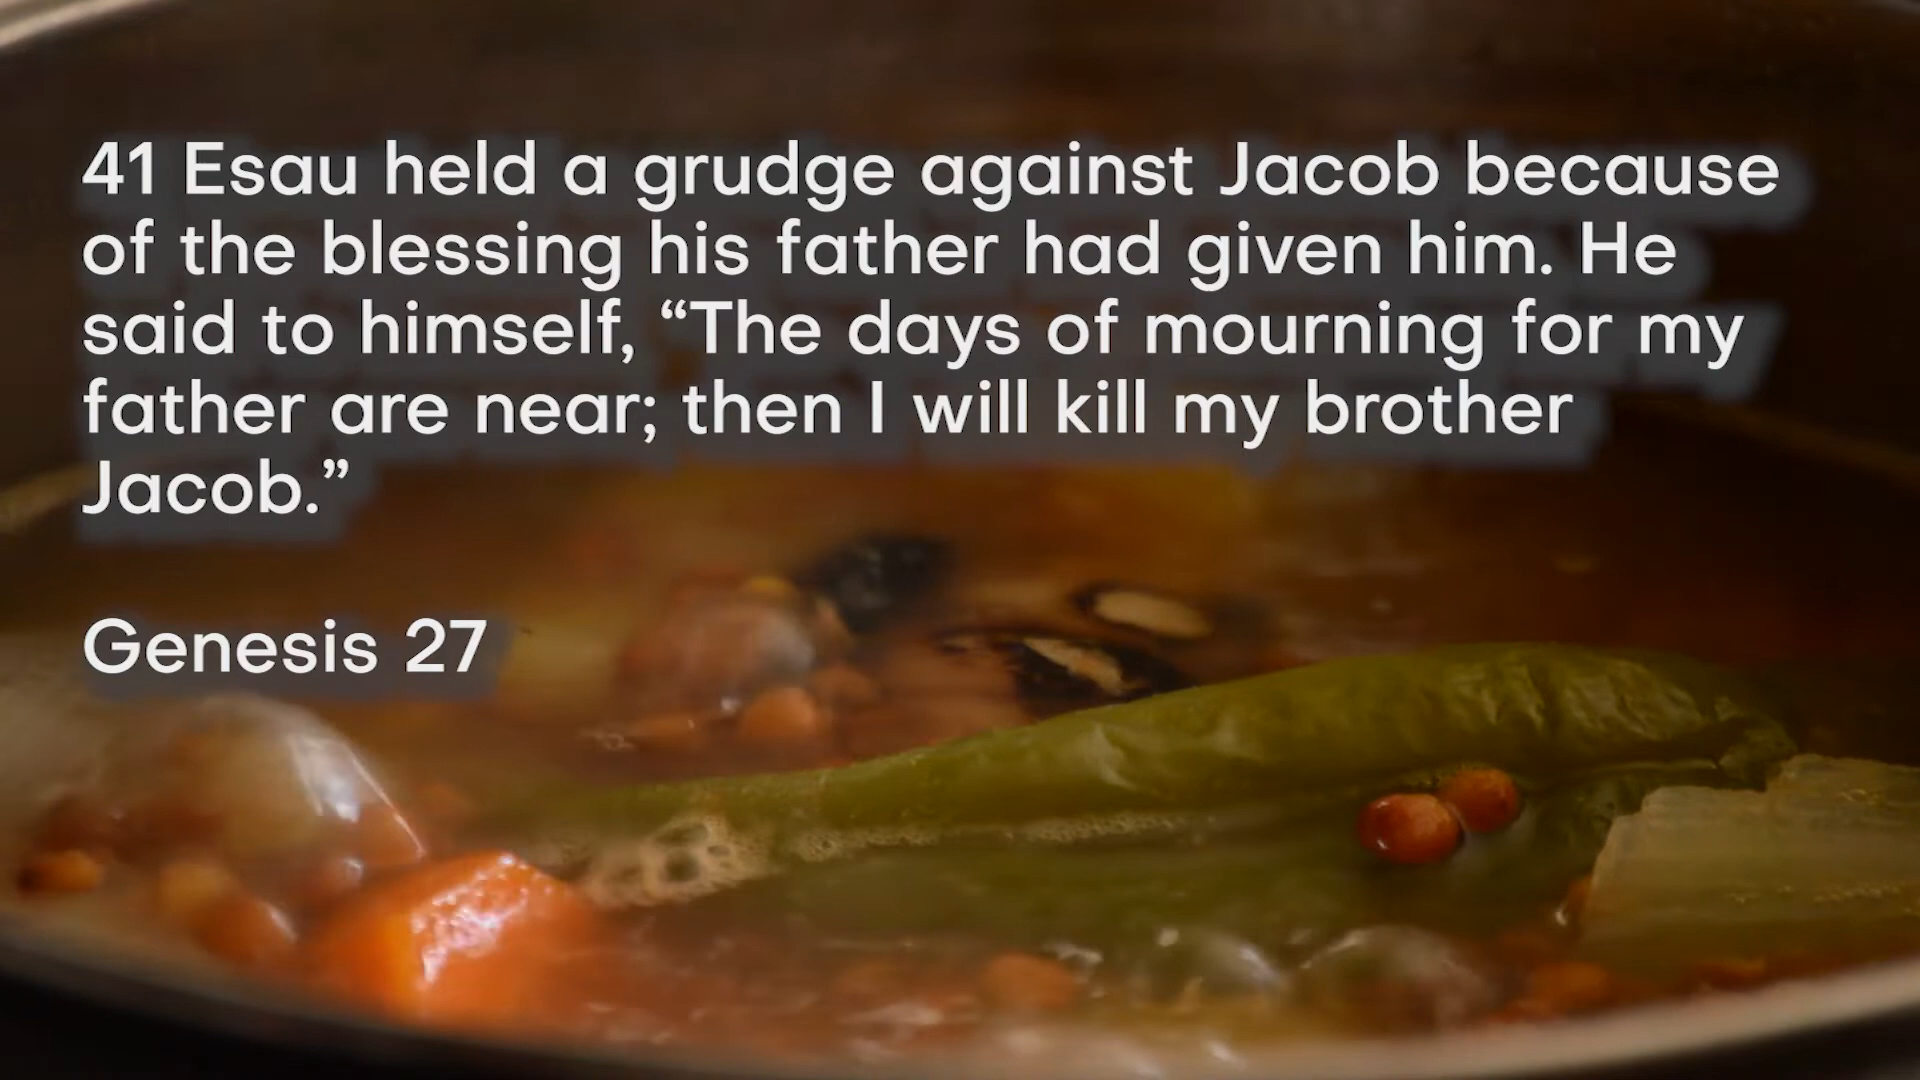 41 Esau held a grudge against Jacob because
of the blessing his father had given him. He
said to himself, “The days of mourning for my
father are near; then I will kill my brother
Jacob.”
Genesis 27